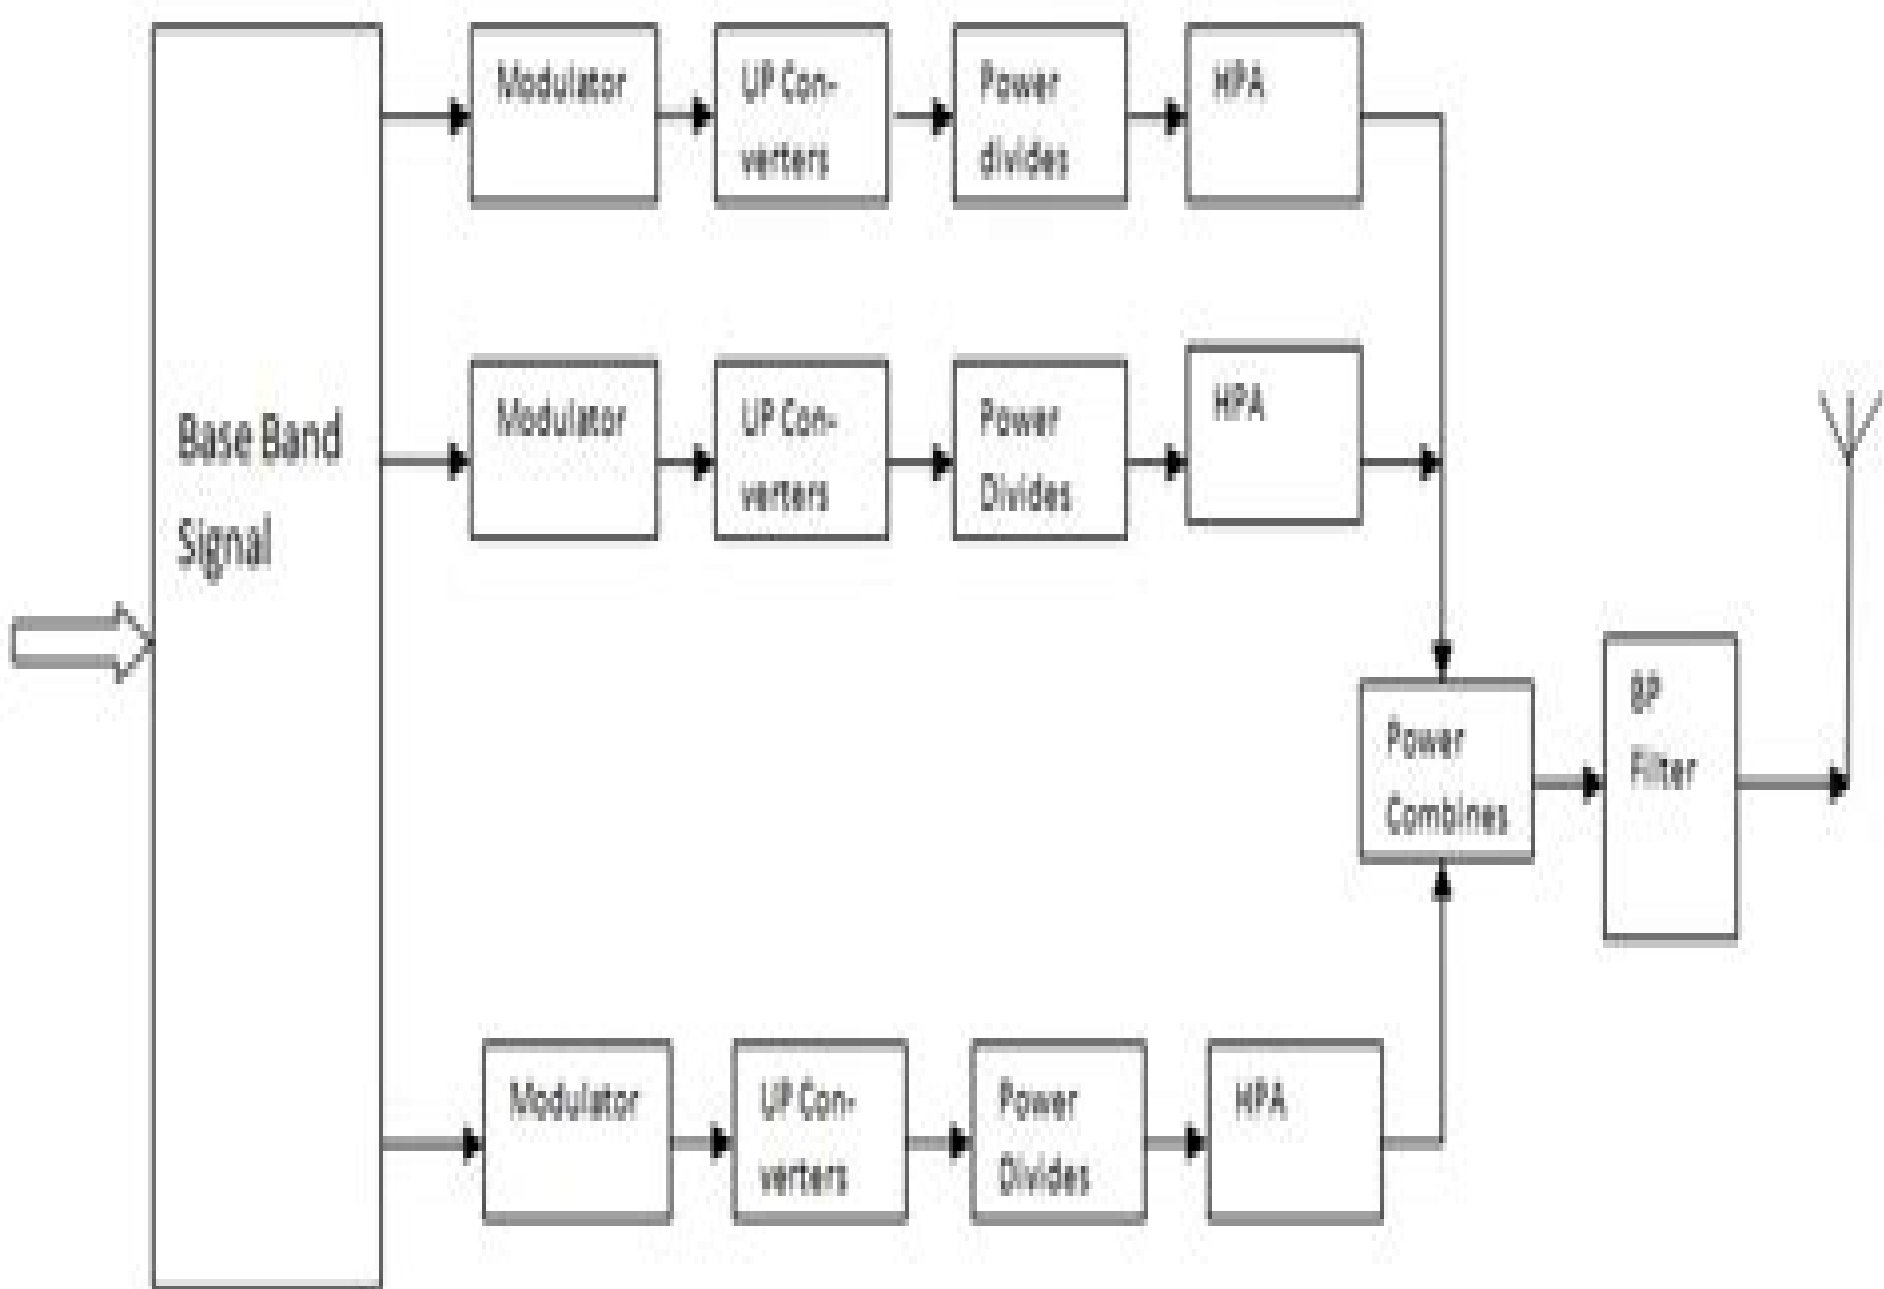 Modulator
UP Con-
verters
Power
divides
HPA
Base Band
Signal
Modulator
UP Con-
verters
Power
Divides
HPA
Power
Combines
BP
Filter
Modulator
UP Con-
verters
Power
Divides
HPA